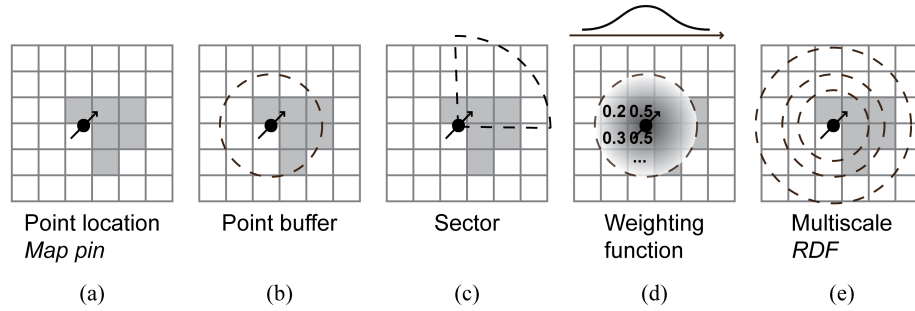 0.2 0.5
0.3 0.5
...
Point location
Map pin
Point buffer
Sector
Weighting
function
Multiscale
RDF
(a)
(b)
(c)
(d)
(e)